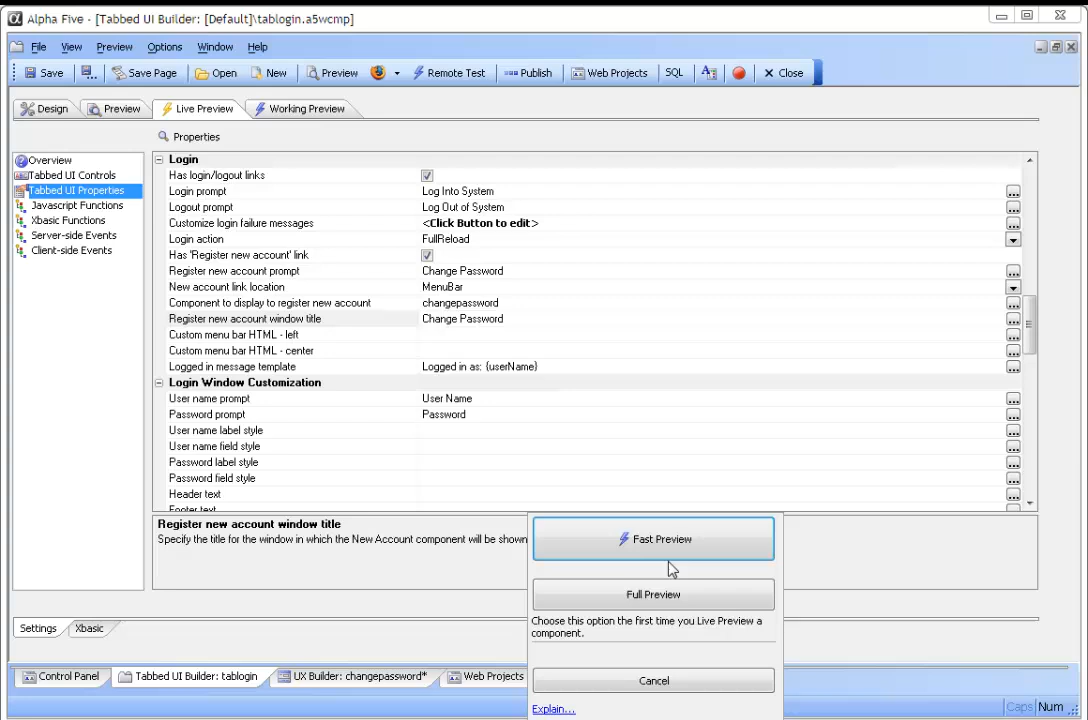 Alpha Five - [Tabbed UI Builder: [Default]\tablogin.a5wcmp]
File View Preview Options Window Help
Save Save Page Open New Preview Remote Test Publish Web Projects SQL Close
Design Preview Live Preview Working Preview
Properties
Overview
Tabbed UI Controls
Tabbed UI Properties
Javascript Functions
Xbasic Functions
Server-side Events
Client-side Events
Login
Has login/logout links
Login prompt Log Into System
Logout prompt Log Out of System
Customize login failure messages <Click Button to edit>
Login action FullReload
Has 'Register new account' link
Register new account prompt Change Password
New account link location MenuBar
Component to display to register new account changepassword
Register new account window title Change Password
Custom menu bar HTML - left
Custom menu bar HTML - center
Logged in message template Logged in as: {userName}
Login Window Customization
User name prompt User Name
Password prompt Password
User name label style
User name field style
Password label style
Password field style
Header text
Footer text
Register new account window title
Specify the title for the window in which the New Account component will be shown
Fast Preview
Full Preview
Choose this option the first time you Live Preview a
component.
Cancel
Explain...
Settings Xbasic
Control Panel Tabbed UI Builder: tablogin UX Builder: changepassword* Web Projects
Caps Num